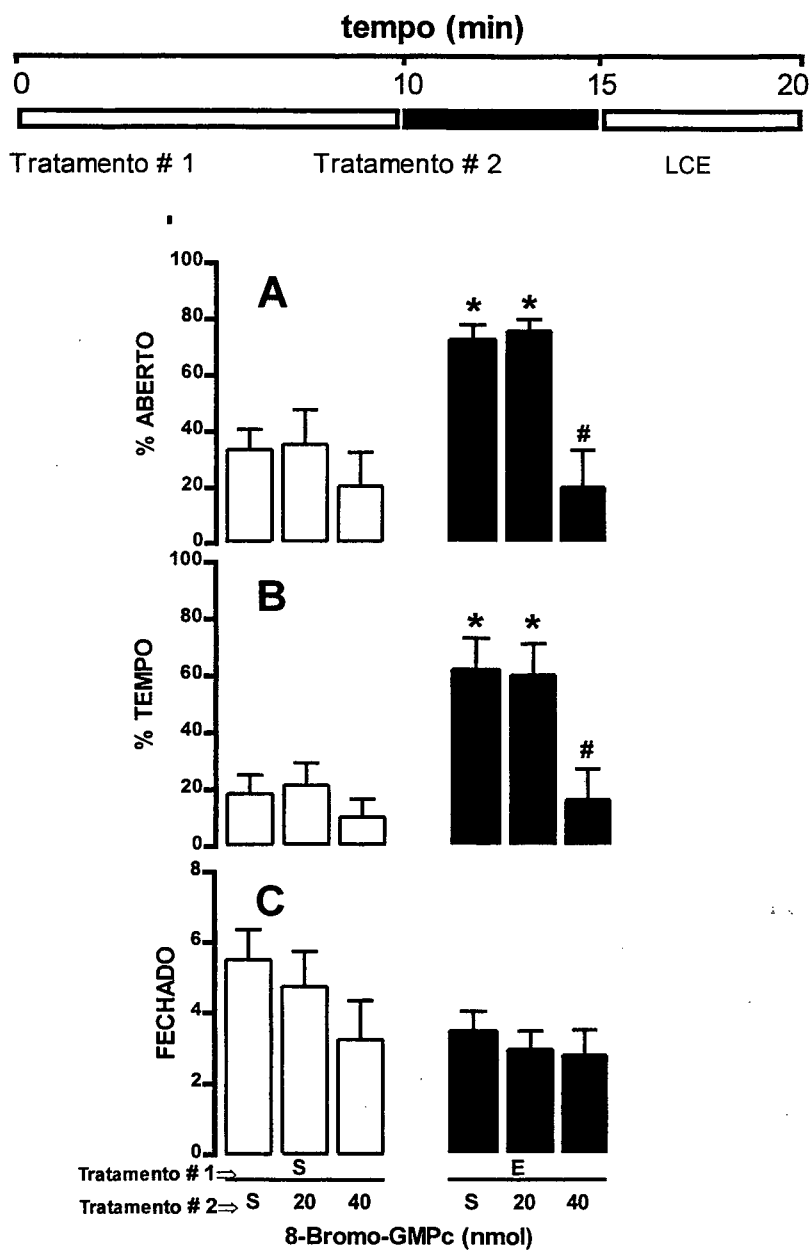 tempo (min)
0 10 15 20
Tratamento # 1 Tratamento # 2 LCE
A
100
80
60
40
20
0
% ABERTO
* * #
B
100
80
60
40
20
0
% TEMPO
* * #
C
8
6
4
2
0
FECHADO
Tratamento # 1⇒ S E
Tratamento # 2⇒ S 20 40 S 20 40
8-Bromo-GMPc (nmol)